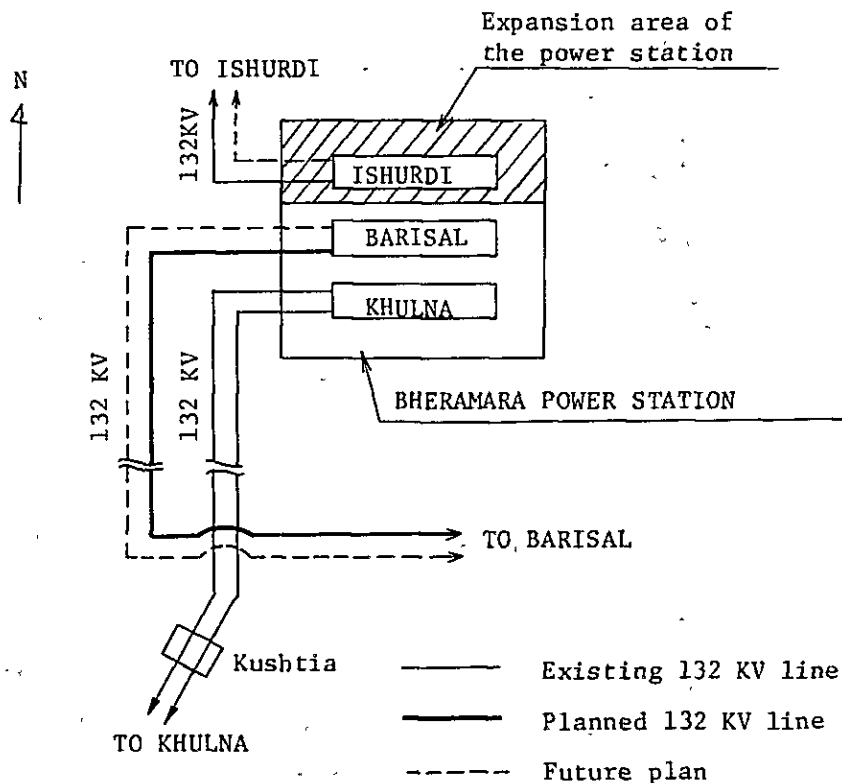 Expansion area of
the power station
TO ISHURDI
N
132KV
ISHURDI
BARISAL
KHULNA
132 KV
132 KV
BHERAMARA POWER STATION
TO BARISAL
Kushtia
Existing 132 KV line
Planned 132 KV line
TO KHULNA
Future plan